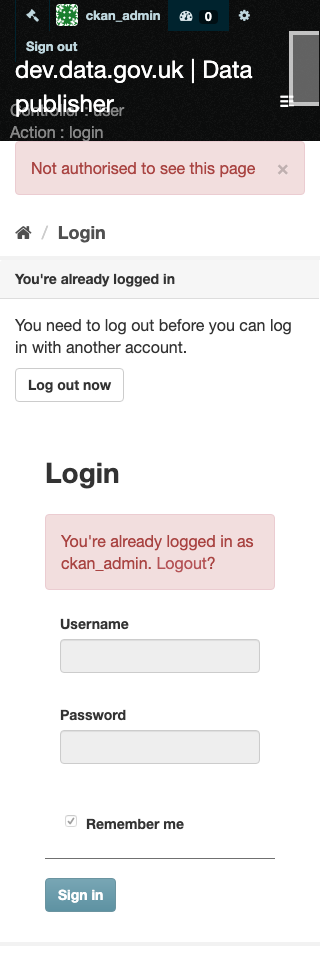 ckan_admin
0
Sign out
dev.data.gov.uk | Data
publisher
Controller : user
Action : login
Not authorised to see this page ×
/ Login
You're already logged in
You need to log out before you can log
in with another account.
Log out now
Login
You're already logged in as
ckan_admin. Logout?
Username
Password
Remember me
Sign in